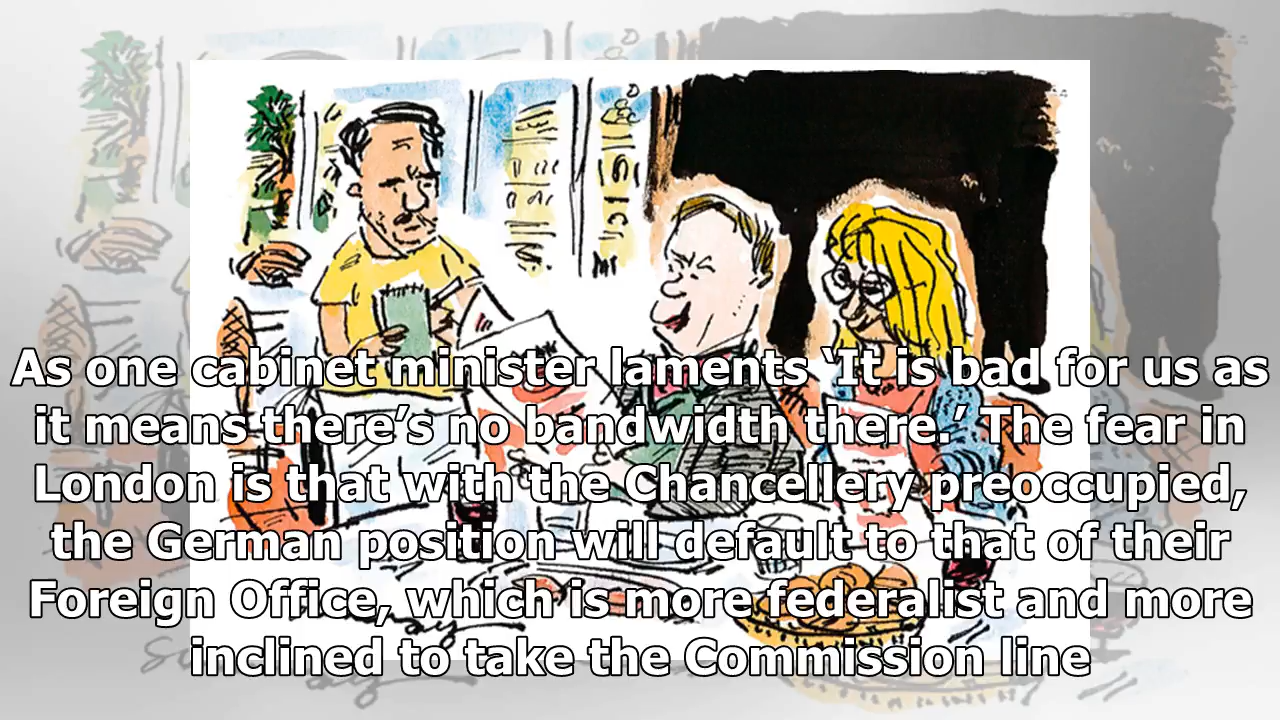 As one cabinet minister laments ‘It is bad for us as
it means there’s no bandwidth there.’ The fear in
London is that with the Chancellery preoccupied,
the German position will default to that of their
Foreign Office, which is more federalist and more
inclined to take the Commission line